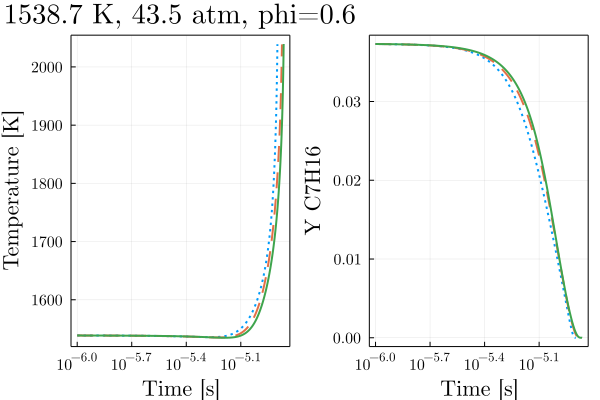 1538.7 K, 43.5 atm, phi=0.6
Temperature [K]
2000
1900
1800
1700
1600
10^−6.0 10^−5.7 10^−5.4 10^−5.1
Time [s]
Y C7H16
0.03
0.02
0.01
0.00
10^−6.0 10^−5.7 10^−5.4 10^−5.1
Time [s]